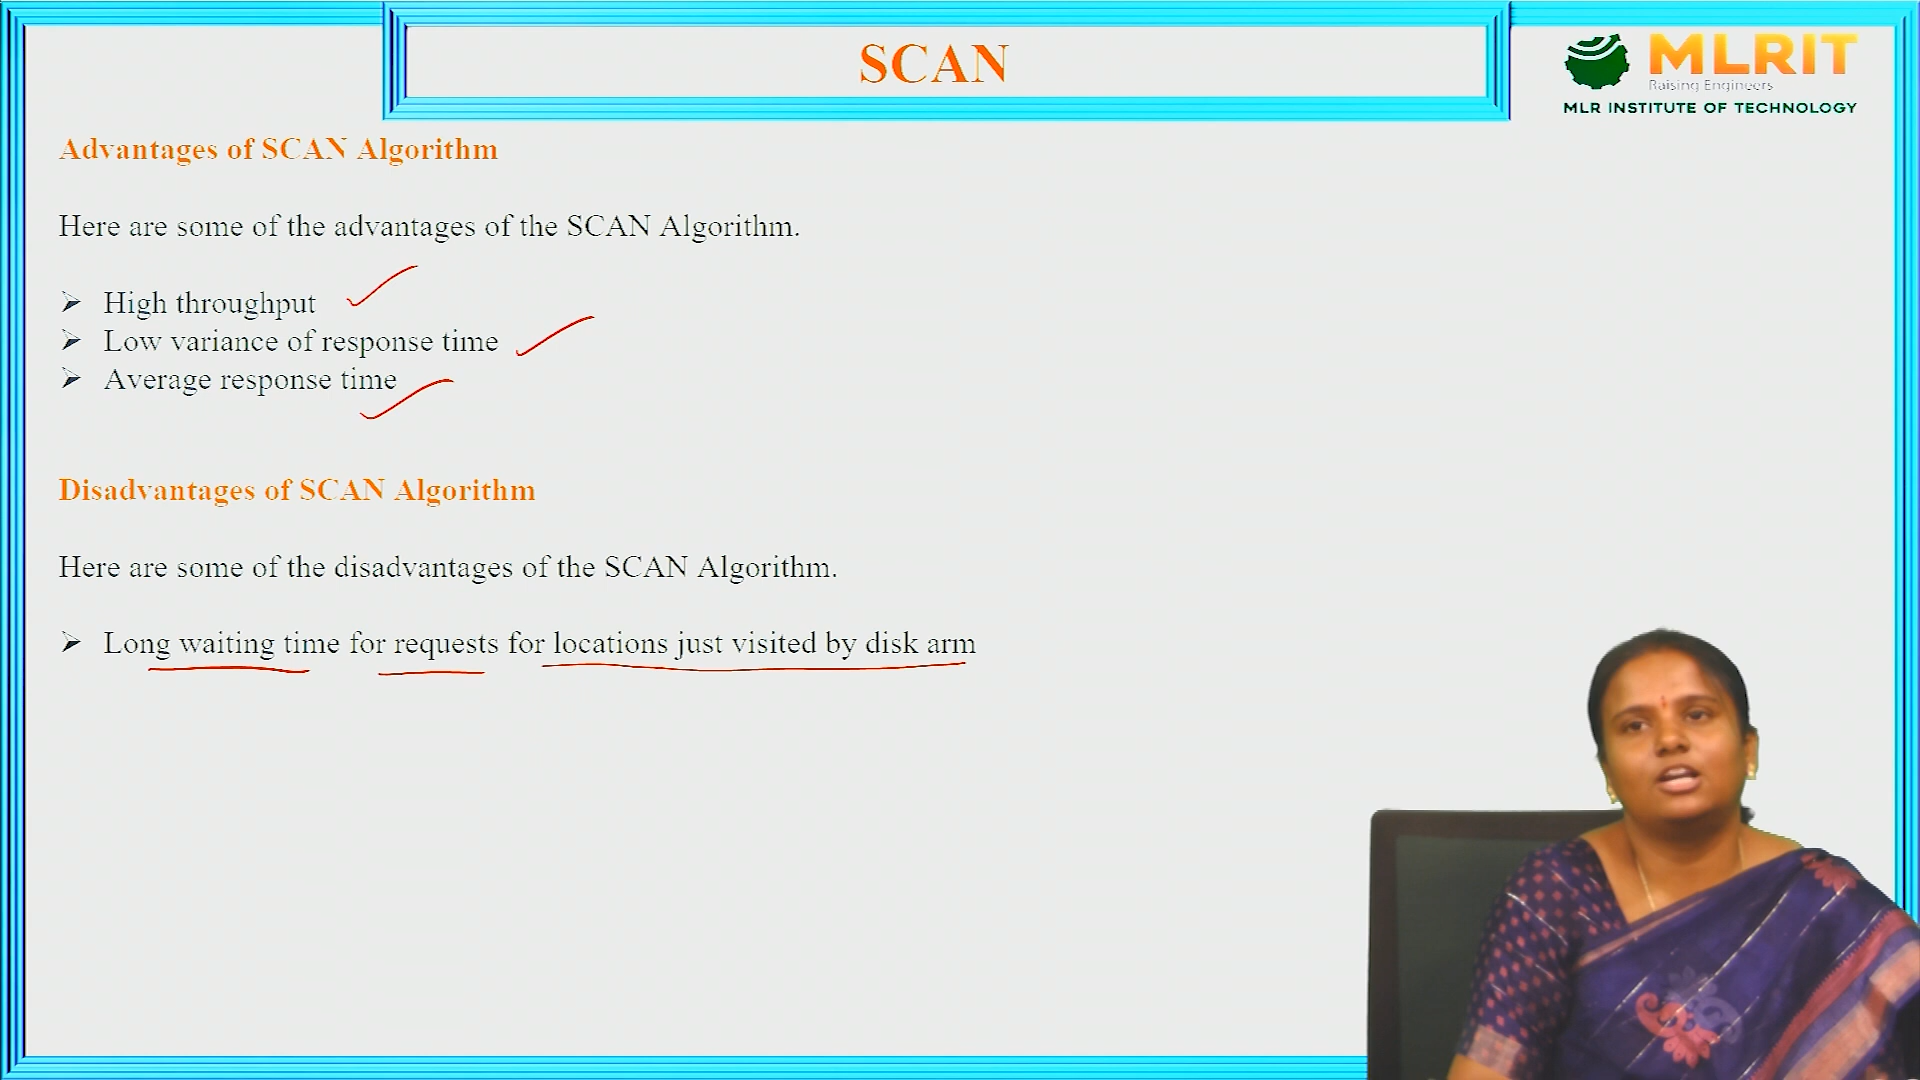 SCAN
MLRIT
Raising Engineers
MLR INSTITUTE OF TECHNOLOGY
Advantages of SCAN Algorithm
Here are some of the advantages of the SCAN Algorithm.
➢ High throughput
➢ Low variance of response time
➢ Average response time
Disadvantages of SCAN Algorithm
Here are some of the disadvantages of the SCAN Algorithm.
➢ Long waiting time for requests for locations just visited by disk arm